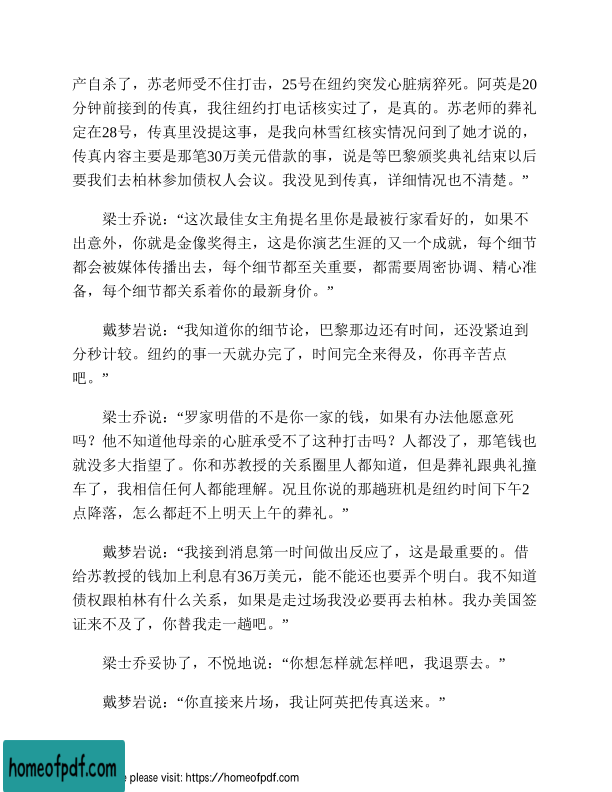 产自杀了，苏老师受不住打击，25号在纽约突发心脏病猝死。阿英是20
分钟前接到的传真，我往纽约打电话核实过了，是真的。苏老师的葬礼
定在28号，传真里没提这事，是我向林雪红核实情况问到了她才说的，
传真内容主要是那笔30万美元借款的事，说是等巴黎颁奖典礼结束以后
要我们去柏林参加债权人会议。我没见到传真，详细情况也不清楚。”
梁士乔说：“这次最佳女主角提名里你是最被行家看好的，如果不
出意外，你就是金像奖得主，这是你演艺生涯的又一个成就，每个细节
都会被媒体传播出去，每个细节都至关重要，都需要周密协调、精心准
备，每个细节都关系着你的最新身价。”
戴梦岩说：“我知道你的细节论，巴黎那边还有时间，还没紧迫到
分秒计较。纽约的事一天就办完了，时间完全来得及，你再辛苦点
吧。”
梁士乔说：“罗家明借的不是你一家的钱，如果有办法他愿意死
吗？他不知道他母亲的心脏承受不了这种打击吗？人都没了，那笔钱也
就没多大指望了。你和苏教授的关系圈里人都知道，但是葬礼跟典礼撞
车了，我相信任何人都能理解。况且你说的那趟班机是纽约时间下午2
点降落，怎么都赶不上明天上午的葬礼。”
戴梦岩说：“我接到消息第一时间做出反应了，这是最重要的。借
给苏教授的钱加上利息有36万美元，能不能还也要弄个明白。我不知道
债权跟柏林有什么关系，如果是走过场我没必要再去柏林。我办美国签
证来不及了，你替我走一趟吧。”
梁士乔妥协了，不悦地说：“你想怎样就怎样吧，我退票去。”
戴梦岩说：“你直接来片场，我让阿英把传真送来。”
homeofpdf.com
e please visit: https://homeofpdf.com